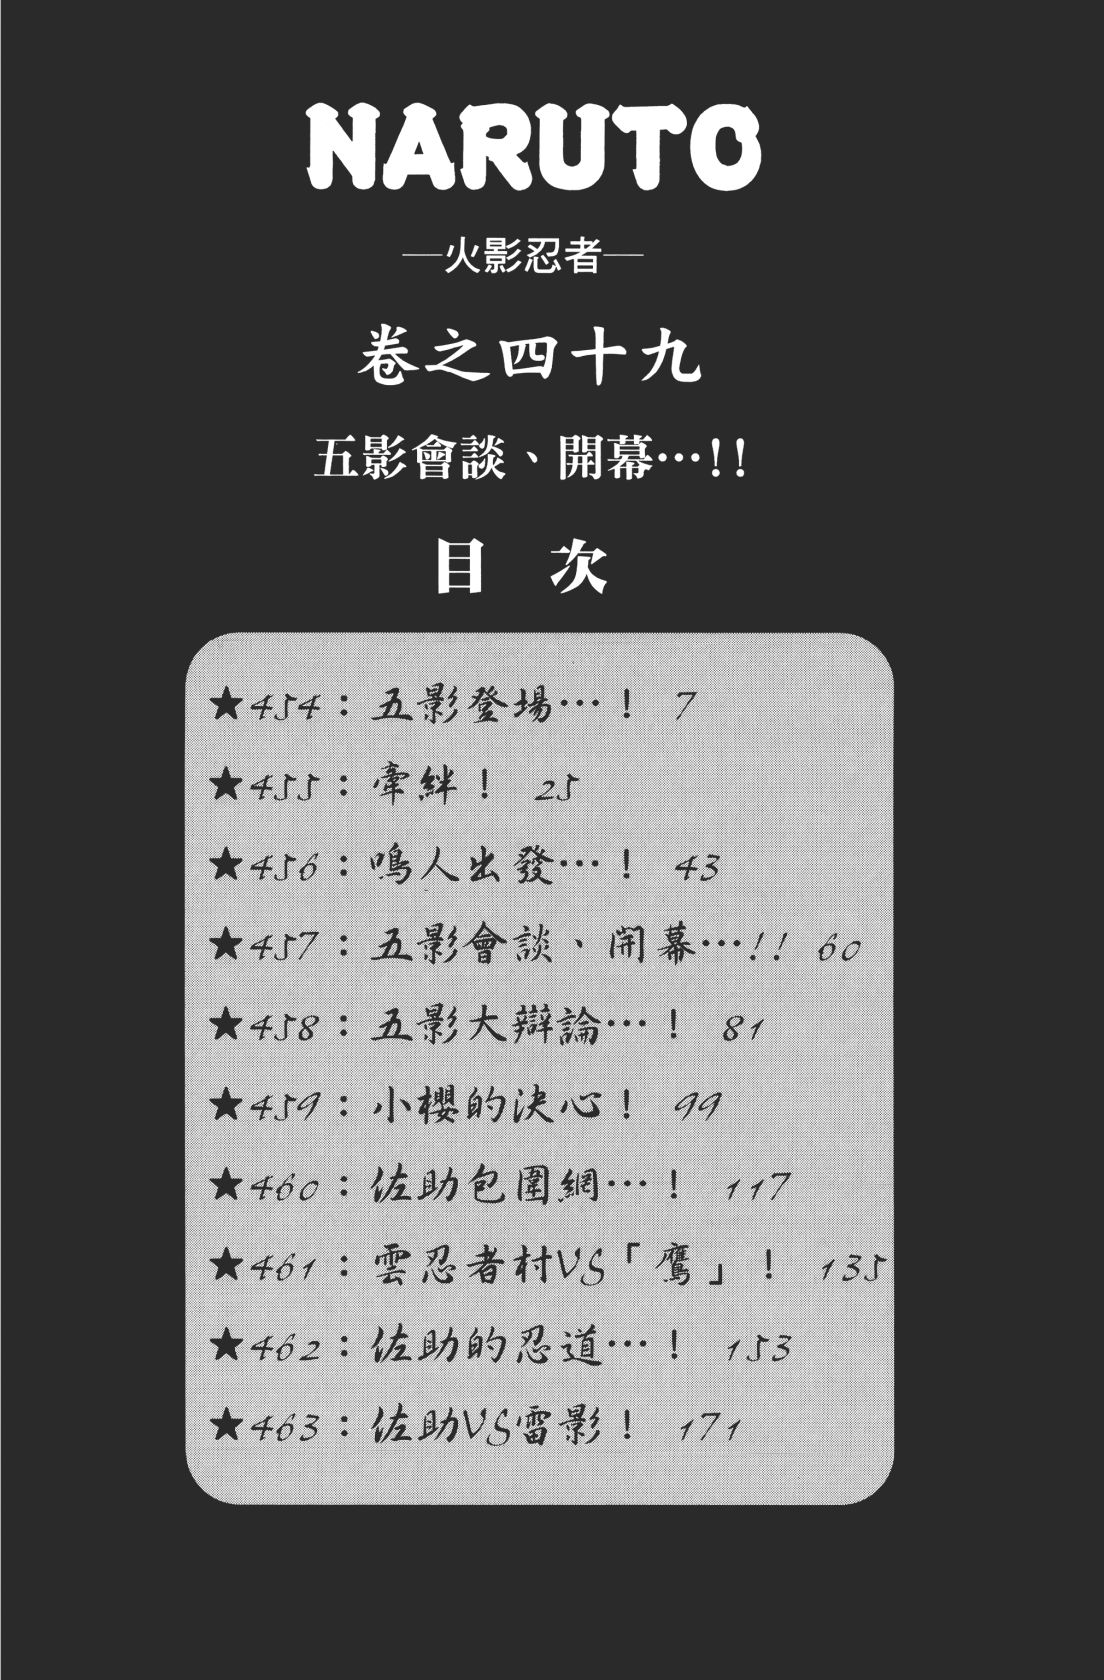 NARUTO
—火影忍者—
卷之四十九
五影會談、開幕…!!
目 次
★454：五影登場…！ 7
★455：牽絆！ 25
★456：鳴人出發…！ 43
★457：五影會談、開幕…!! 60
★458：五影大辯論…！ 81
★459：小櫻的決心！ 99
★460：佐助包圍網…！ 117
★461：雲忍者村VS「鷹」！ 135
★462：佐助的忍道…！ 153
★463：佐助VS雷影！ 171